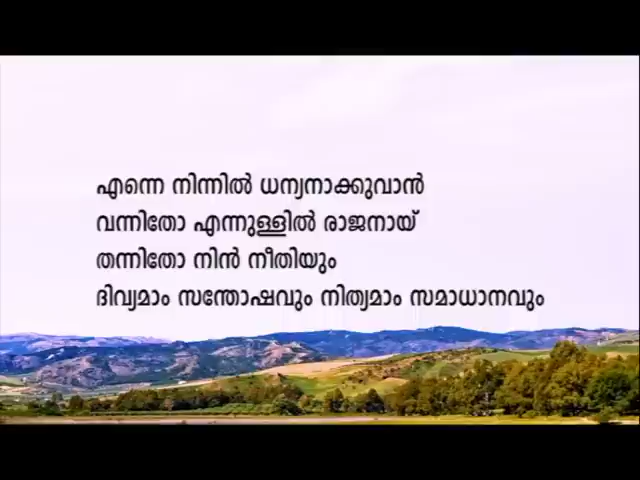 എന്നെ നിന്നിൽ ധന്യനാക്കുവാൻ
വന്നിതോ എന്നുള്ളിൽ രാജനായ്
തന്നിതോ നിൻ നീതിയും
ദിവ്യമാം സന്തോഷവും നിത്യമാം സമാധാനവും